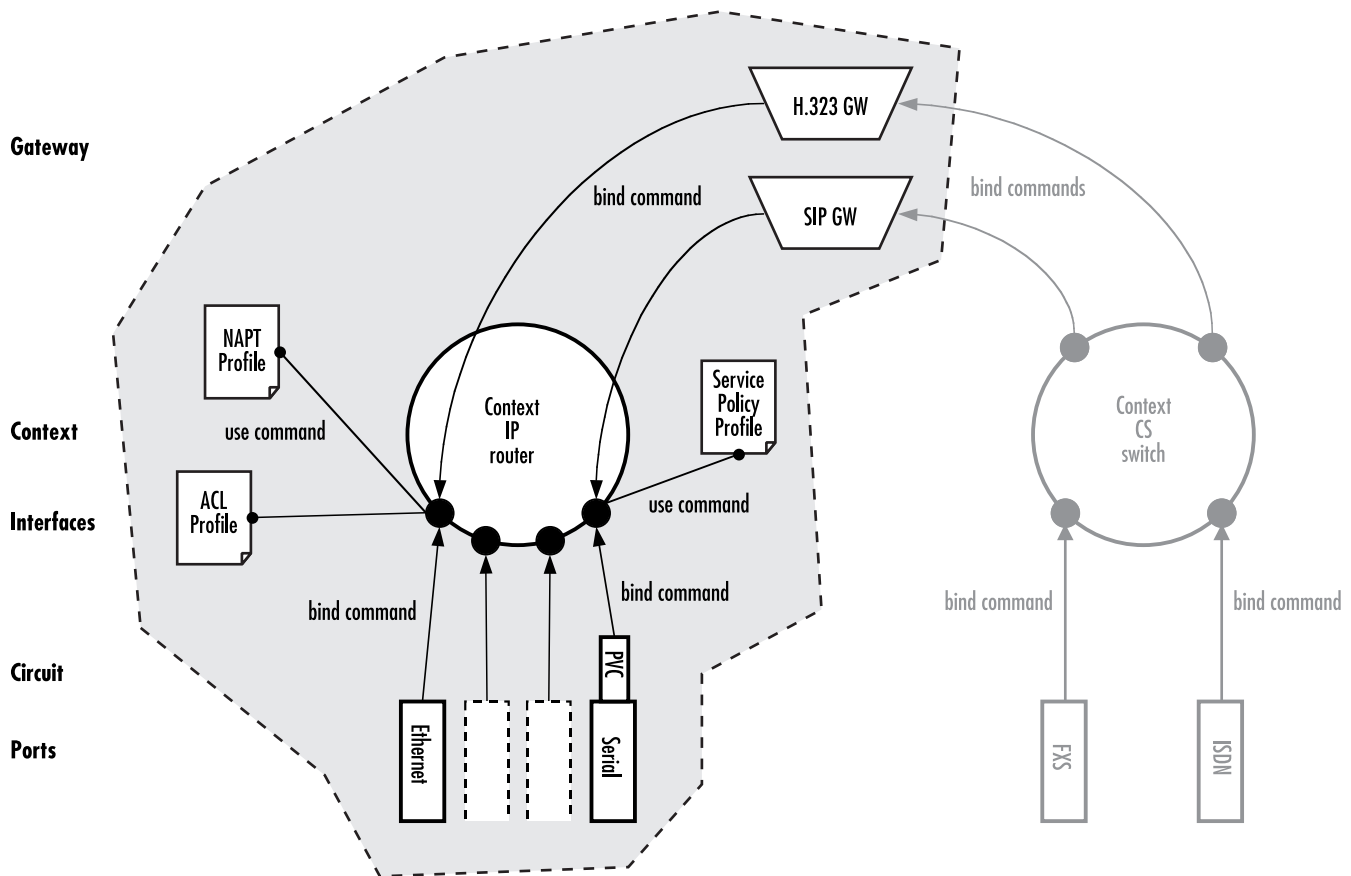 Gateway
H.323 GW
bind command
SIP GW
bind commands
NAPT
Profile
use command
Context
IP
router
Service
Policy
Profile
use command
Context
CS
switch
Context
ACL
Profile
Interfaces
bind command
bind command
bind command
bind command
Circuit
PVC
Ports
Ethernet
Serial
FXS
ISDN